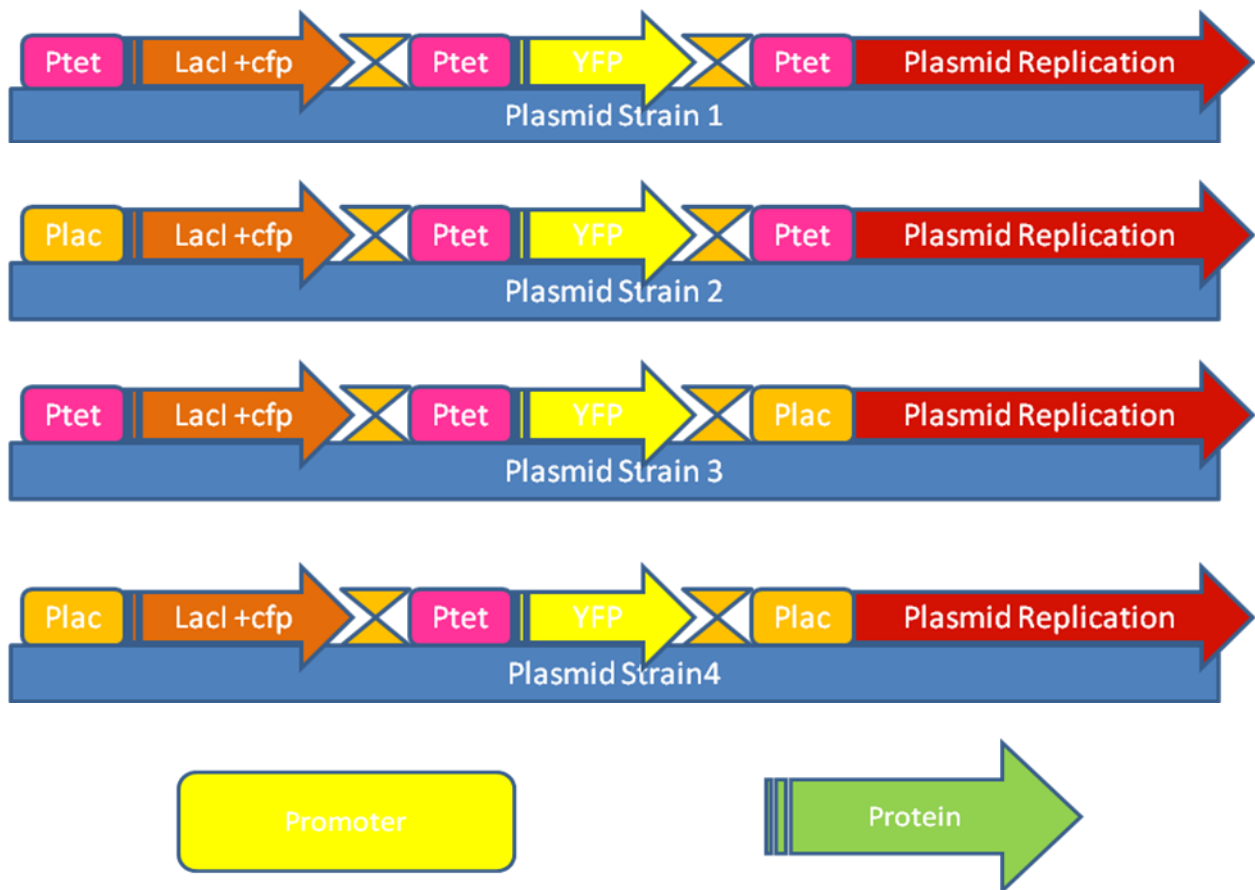 Ptet LacI +cfp Ptet YFP Ptet Plasmid Replication
Plasmid Strain 1
Plac LacI +cfp Ptet YFP Ptet Plasmid Replication
Plasmid Strain 2
Ptet LacI +cfp Ptet YFP Plac Plasmid Replication
Plasmid Strain 3
Plac LacI +cfp Ptet YFP Plac Plasmid Replication
Plasmid Strain4
Promoter Protein